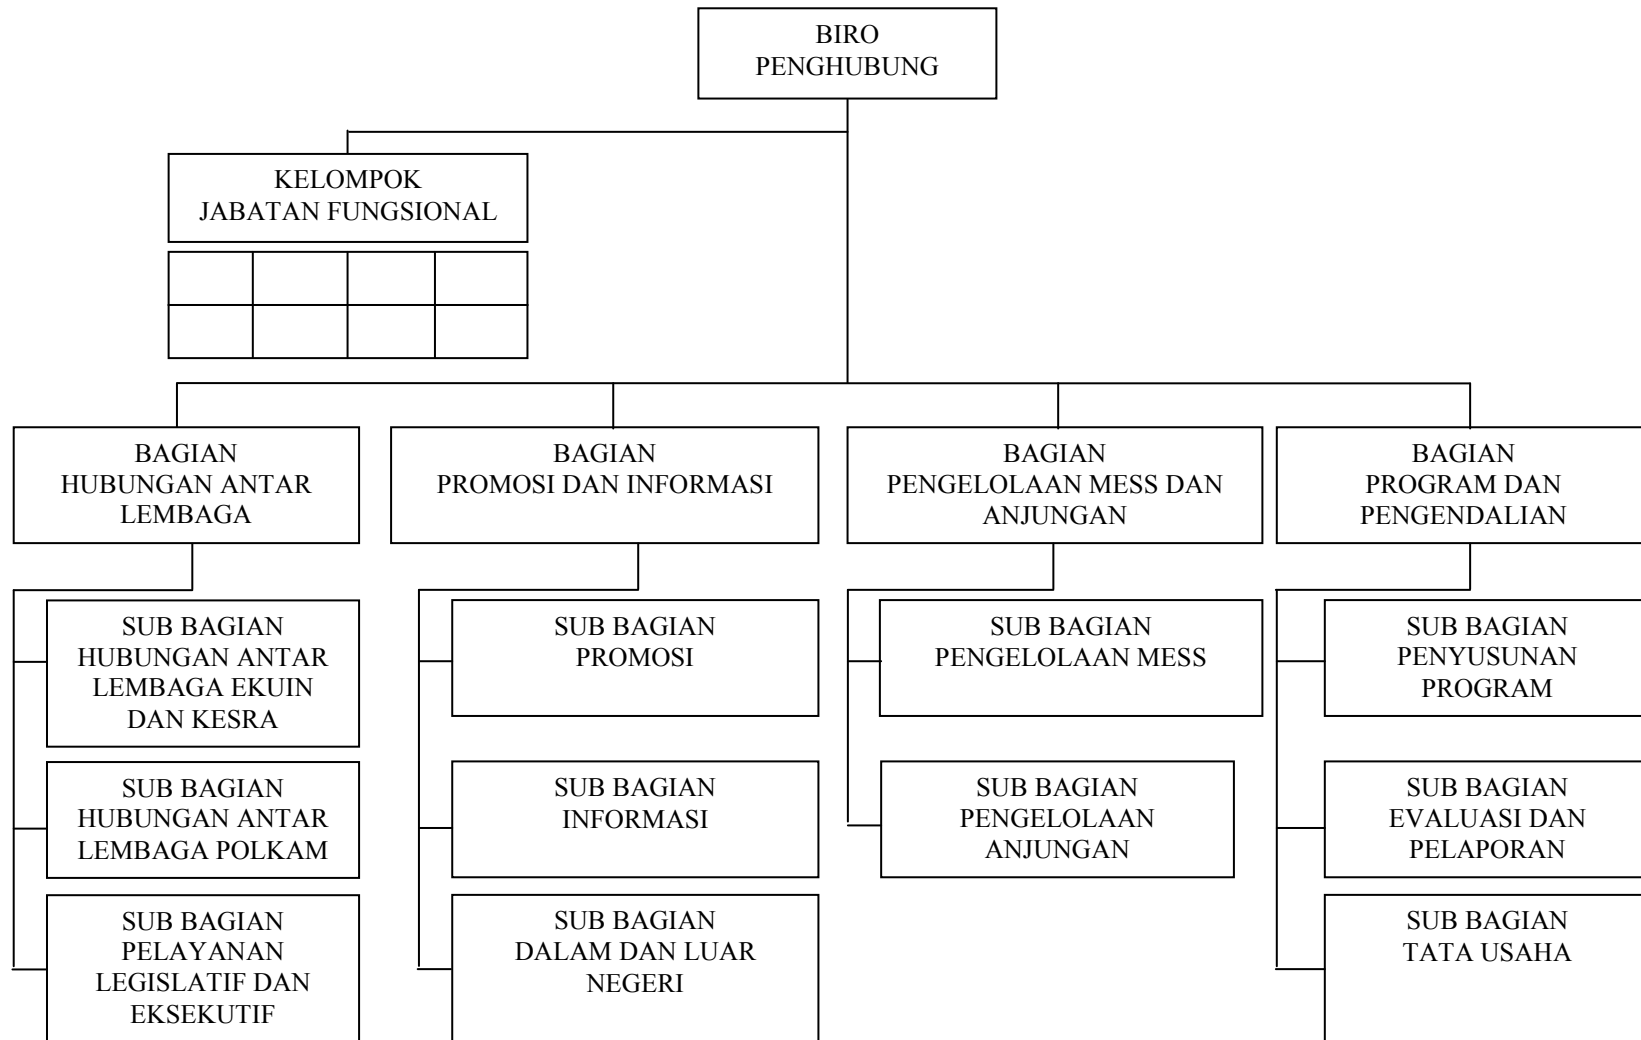 BIRO
PENGHUBUNG
KELOMPOK
JABATAN FUNGSIONAL
BAGIAN
HUBUNGAN ANTAR
LEMBAGA
BAGIAN
PROMOSI DAN INFORMASI
BAGIAN
PENGELOLAAN MESS DAN
ANJUNGAN
BAGIAN
PROGRAM DAN
PENGENDALIAN
SUB BAGIAN
HUBUNGAN ANTAR
LEMBAGA EKUIN
DAN KESRA
SUB BAGIAN
PROMOSI
SUB BAGIAN
PENGELOLAAN MESS
SUB BAGIAN
PENYUSUNAN
PROGRAM
SUB BAGIAN
HUBUNGAN ANTAR
LEMBAGA POLKAM
SUB BAGIAN
INFORMASI
SUB BAGIAN
PENGELOLAAN
ANJUNGAN
SUB BAGIAN
EVALUASI DAN
PELAPORAN
SUB BAGIAN
PELAYANAN
LEGISLATIF DAN
EKSEKUTIF
SUB BAGIAN
DALAM DAN LUAR
NEGERI
SUB BAGIAN
TATA USAHA